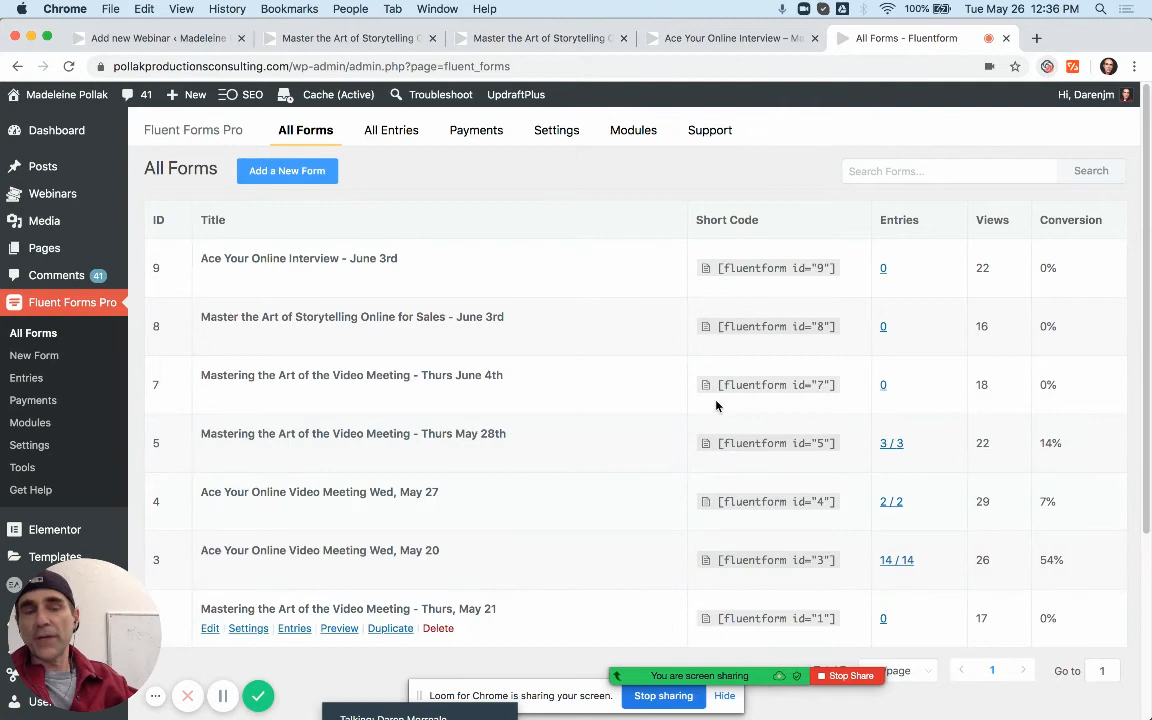 Chrome File Edit View History Bookmarks People Tab Window Help 100% Tue May 26 12:36 PM
Add new Webinar ‹ Madeleine
Master the Art of Storytelling O
Master the Art of Storytelling O
Ace Your Online Interview – Ma
All Forms - Fluentform
pollakproductionsconsulting.com/wp-admin/admin.php?page=fluent_forms
Madeleine Pollak 41 New SEO Cache (Active) Troubleshoot UpdraftPlus Hi, Darenjm
Dashboard
Posts
Webinars
Media
Pages
Comments 41
Fluent Forms Pro
All Forms
New Form
Entries
Payments
Modules
Settings
Tools
Get Help
Elementor
Templates
Fluent Forms Pro All Forms All Entries Payments Settings Modules Support
All Forms Add a New Form Search Forms... Search
ID Title Short Code Entries Views Conversion
9 Ace Your Online Interview - June 3rd [fluentform id="9"] 0 22 0%
8 Master the Art of Storytelling Online for Sales - June 3rd [fluentform id="8"] 0 16 0%
7 Mastering the Art of the Video Meeting - Thurs June 4th [fluentform id="7"] 0 18 0%
5 Mastering the Art of the Video Meeting - Thurs May 28th [fluentform id="5"] 3 / 3 22 14%
4 Ace Your Online Video Meeting Wed, May 27 [fluentform id="4"] 2 / 2 29 7%
3 Ace Your Online Video Meeting Wed, May 20 [fluentform id="3"] 14 / 14 26 54%
Mastering the Art of the Video Meeting - Thurs, May 21 [fluentform id="1"] 0 17 0%
Edit Settings Entries Preview Duplicate Delete
/page 1 Go to 1
You are screen sharing Stop Share
Loom for Chrome is sharing your screen. Stop sharing Hide